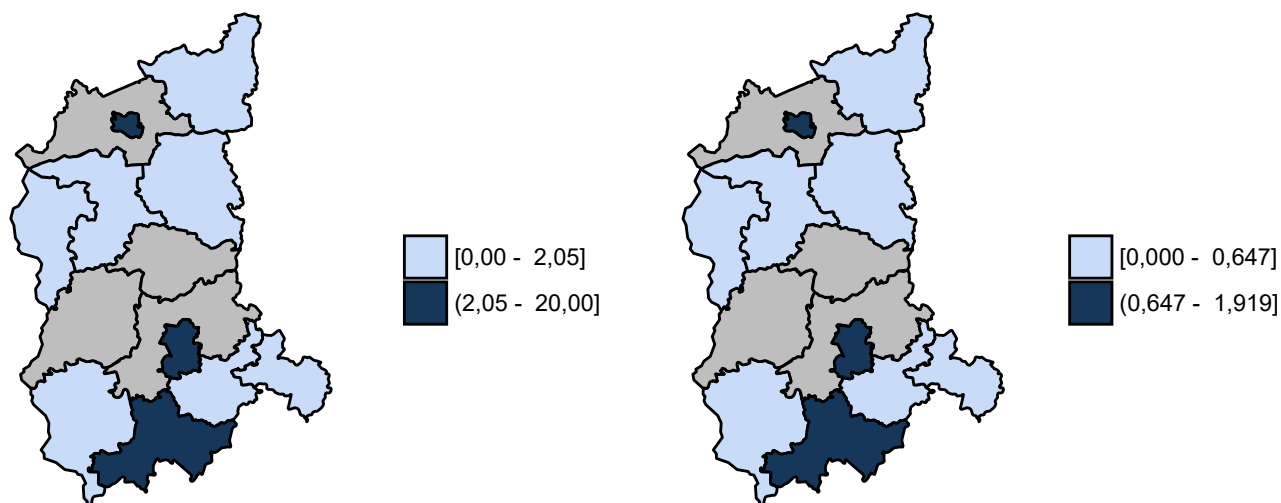 [0,00 - 2,05]
(2,05 - 20,00]
[0,000 - 0,647]
(0,647 - 1,919]